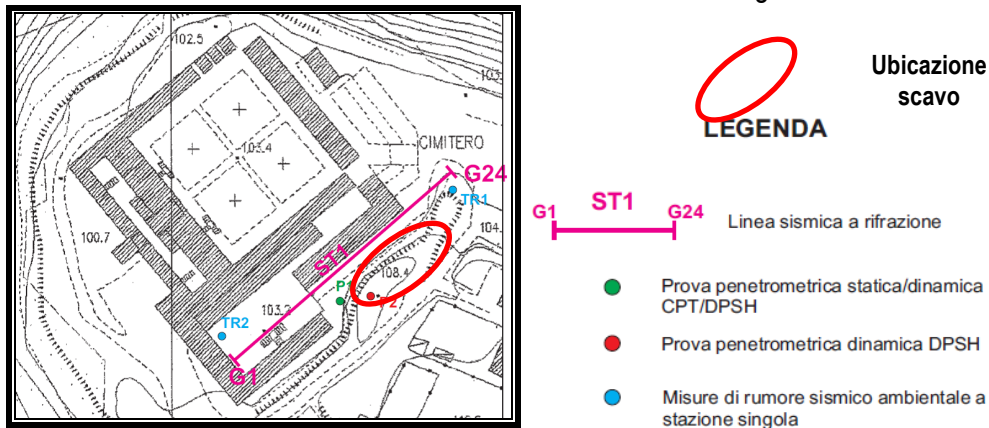 102.5
103.4
CIMITERO
G24
TR1
100.7
ST1
104.
108.4
P1
103.2
TR2
G1
Ubicazione
scavo
LEGENDA
G1 ST1 G24
Linea sismica a rifrazione
Prova penetrometrica statica/dinamica
CPT/DPSH
Prova penetrometrica dinamica DPSH
Misure di rumore sismico ambientale a
stazione singola